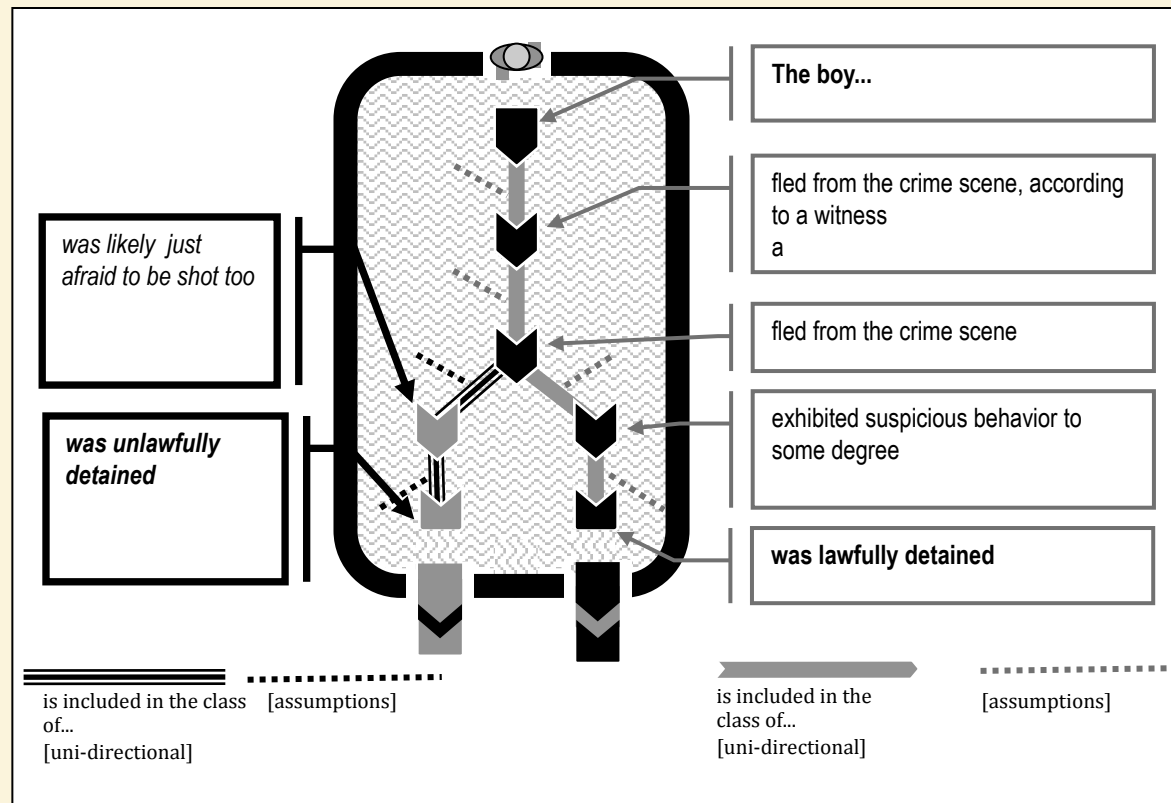 The boy...
fled from the crime scene, according
to a witness
a
was likely just
afraid to be shot too
fled from the crime scene
exhibited suspicious behavior to
some degree
was unlawfully
detained
was lawfully detained
is included in the class
of...
[uni-directional]
[assumptions]
is included in the
class of...
[uni-directional]
[assumptions]